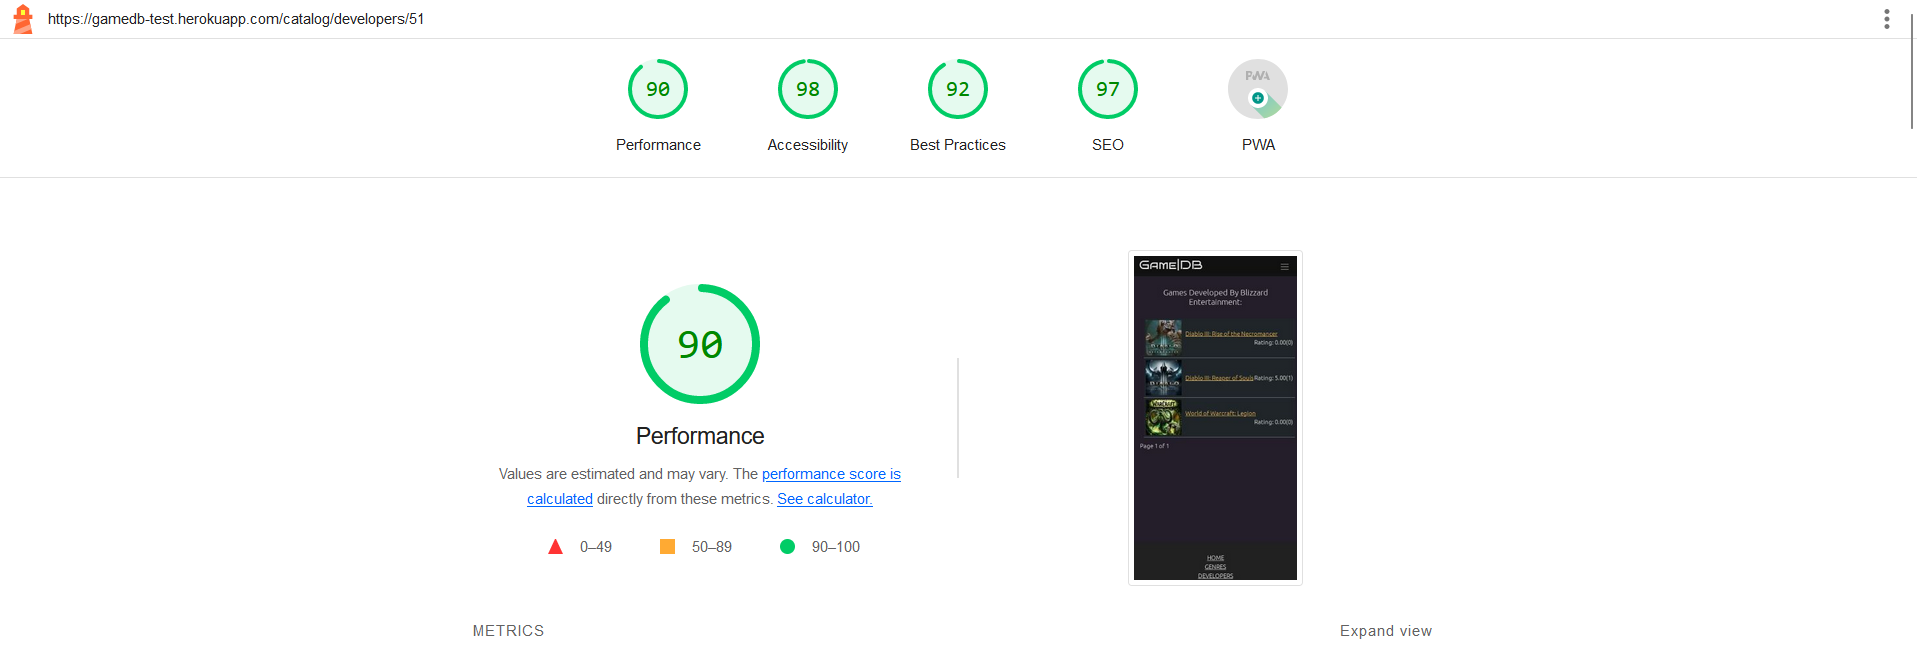 https://gamedb-test.herokuapp.com/catalog/developers/51
90
98
92
97
PWA
Performance
Accessibility
Best Practices
SEO
PWA
90
Performance
Values are estimated and may vary. The performance score is
calculated directly from these metrics. See calculator.
0–49
50–89
90–100
GAME|DB
Games Developed By Blizzard
Entertainment:
Diablo III: Rise of the Necromancer
Rating: 0.00(0)
Diablo III: Reaper of Souls Rating: 5.00(1)
World of Warcraft: Legion
Rating: 0.00(0)
Page 1 of 1
HOME
GENRES
DEVELOPERS
METRICS
Expand view